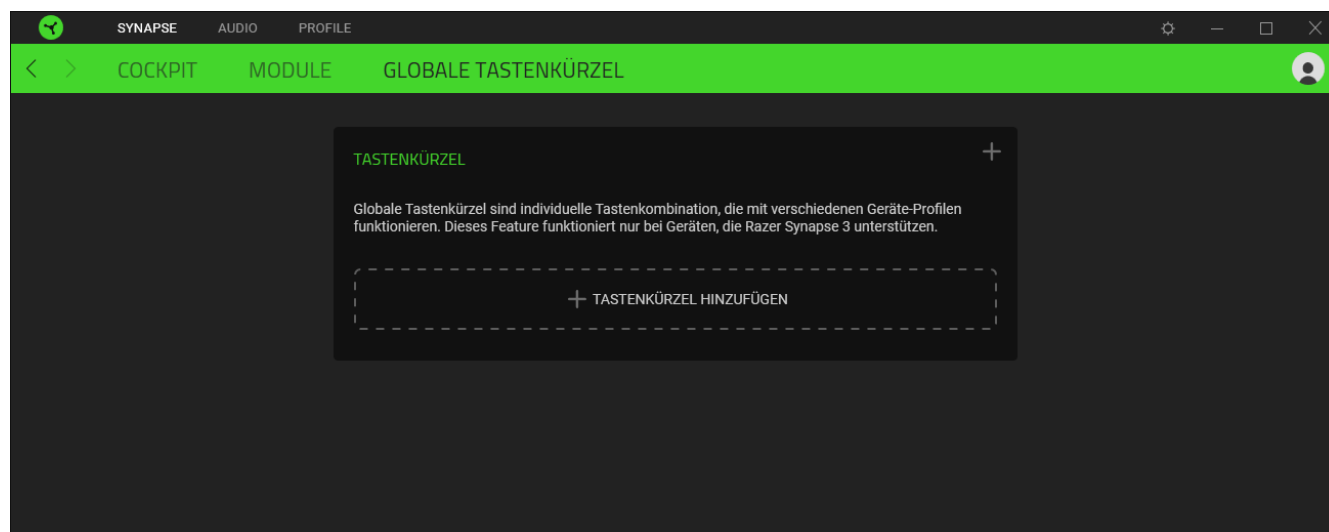 SYNAPSE AUDIO PROFILE
COCKPIT MODULE GLOBALE TASTENKÜRZEL
TASTENKÜRZEL
Globale Tastenkürzel sind individuelle Tastenkombination, die mit verschiedenen Geräte-Profilen
funktionieren. Dieses Feature funktioniert nur bei Geräten, die Razer Synapse 3 unterstützen.
TASTENKÜRZEL HINZUFÜGEN